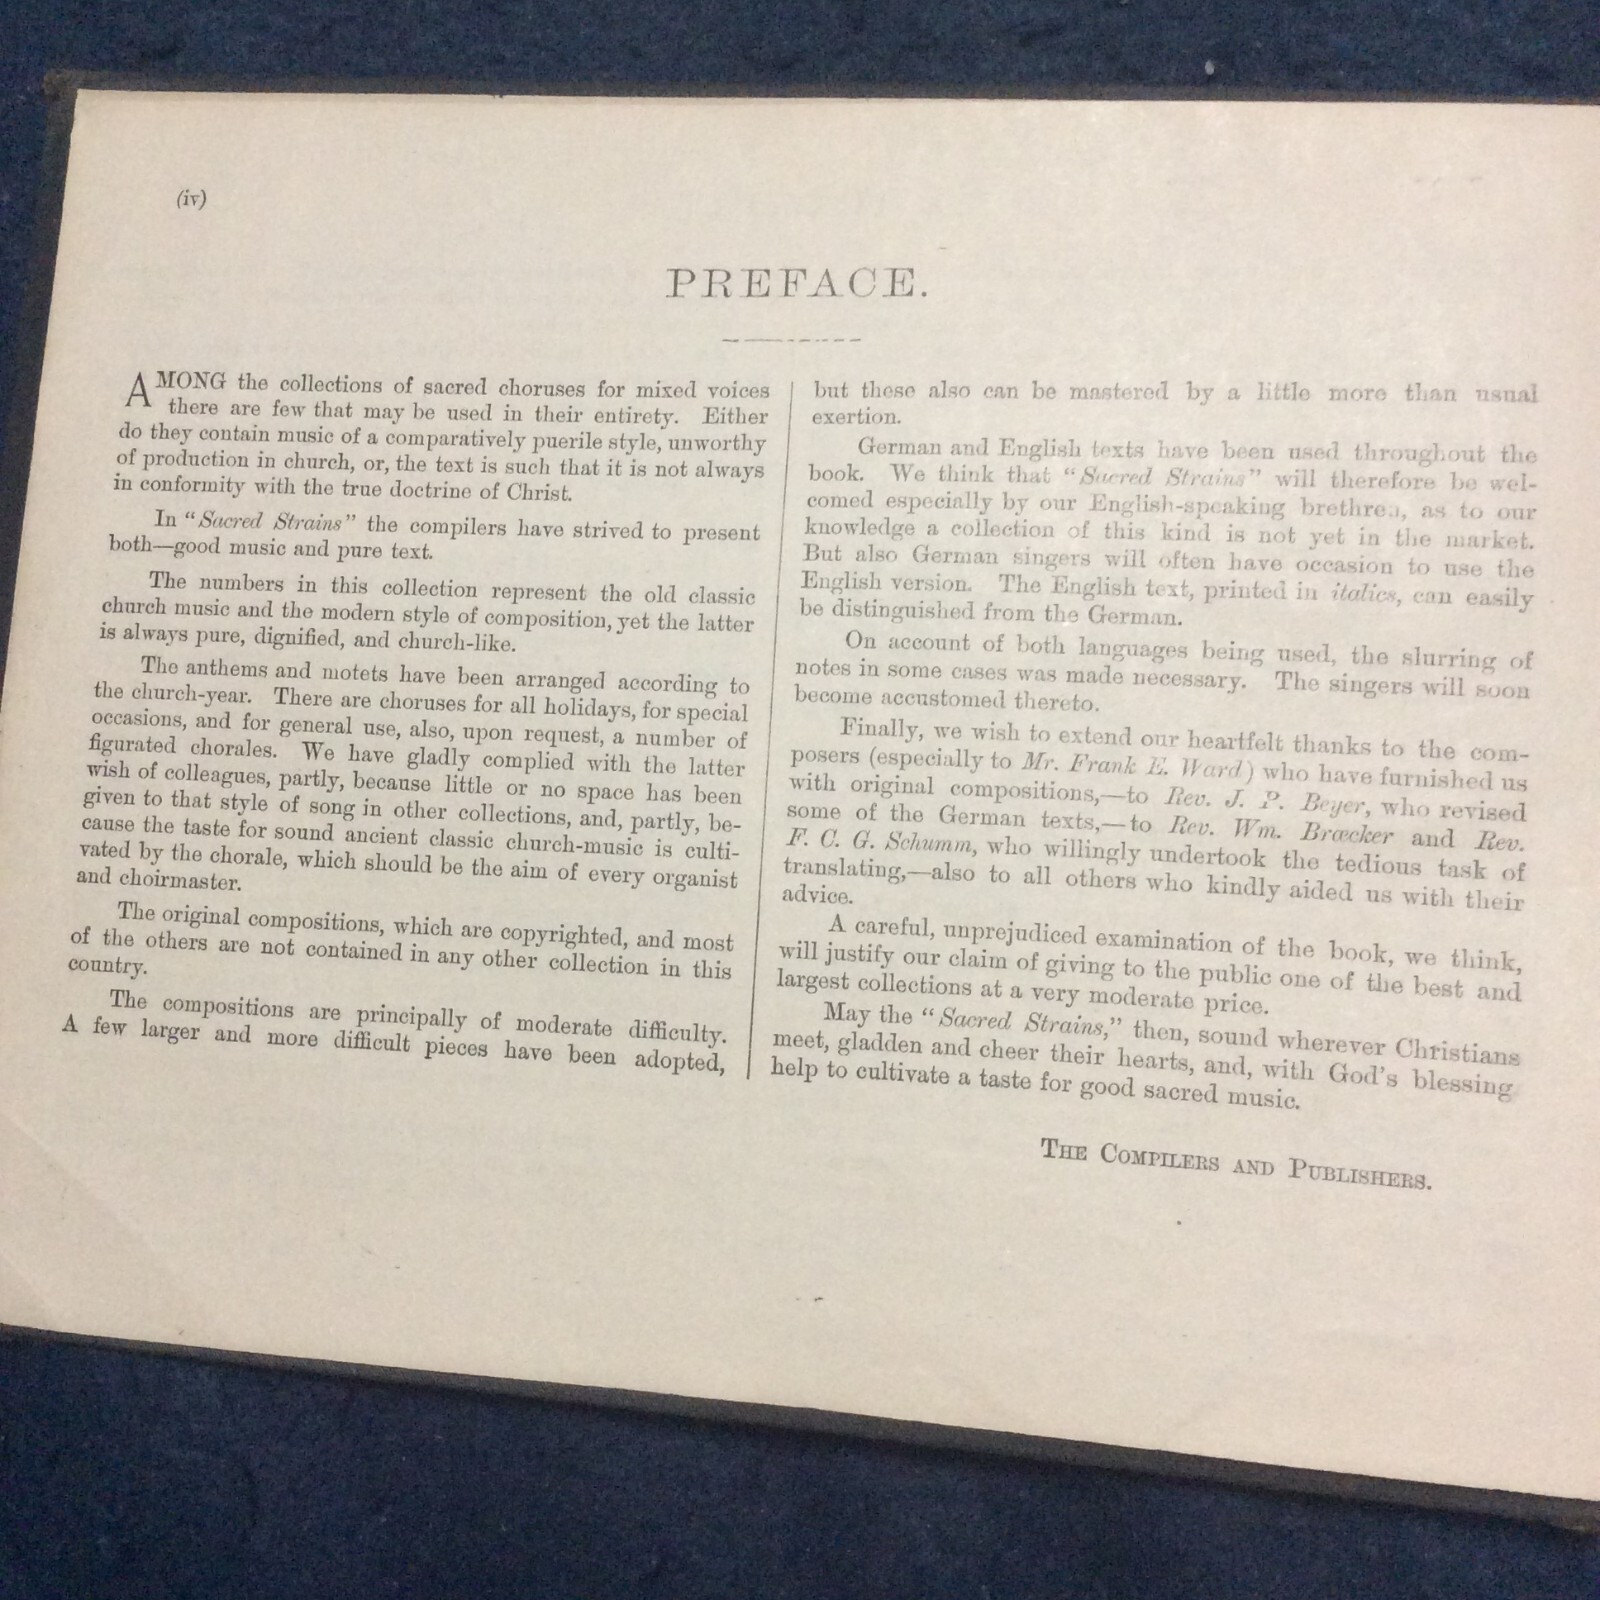 (iv)
PREFACE.
AMONG the collections of sacred choruses for mixed voices
there are few that may be used in their entirety. Either
do they contain music of a comparatively puerile style, unworthy
of production in church, or, the text is such that it is not always
in conformity with the true doctrine of Christ.
In "Sacred Strains" the compilers have strived to present
both—good music and pure text.
The numbers in this collection represent the old classic
church music and the modern style of composition, yet the latter
is always pure, dignified, and church-like.
The anthems and motets have been arranged according to
the church-year. There are choruses for all holidays, for special
occasions, and for general use, also, upon request, a number of
figurated chorales. We have gladly complied with the latter
wish of colleagues, partly, because little or no space has been
given to that style of song in other collections, and, partly, be-
cause the taste for sound ancient classic church-music is culti-
vated by the chorale, which should be the aim of every organist
and choirmaster.
The original compositions, which are copyrighted, and most
of the others are not contained in any other collection in this
country.
The compositions are principally of moderate difficulty.
A few larger and more difficult pieces have been adopted,
but these also can be mastered by a little more than usual
exertion.
German and English texts have been used throughout the
book. We think that "Sacred Strains" will therefore be wel-
comed especially by our English-speaking brethren, as to our
knowledge a collection of this kind is not yet in the market.
But also German singers will often have occasion to use the
English version. The English text, printed in italics, can easily
be distinguished from the German.
On account of both languages being used, the slurring of
notes in some cases was made necessary. The singers will soon
become accustomed thereto.
Finally, we wish to extend our heartfelt thanks to the com-
posers (especially to Mr. Frank E. Ward) who have furnished us
with original compositions,—to Rev. J. P. Beyer, who revised
some of the German texts,—to Rev. Wm. Brœcker and Rev.
F. C. G. Schumm, who willingly undertook the tedious task of
translating,—also to all others who kindly aided us with their
advice.
A careful, unprejudiced examination of the book, we think,
will justify our claim of giving to the public one of the best and
largest collections at a very moderate price.
May the "Sacred Strains," then, sound wherever Christians
meet, gladden and cheer their hearts, and, with God's blessing
help to cultivate a taste for good sacred music.
THE COMPILERS AND PUBLISHERS.